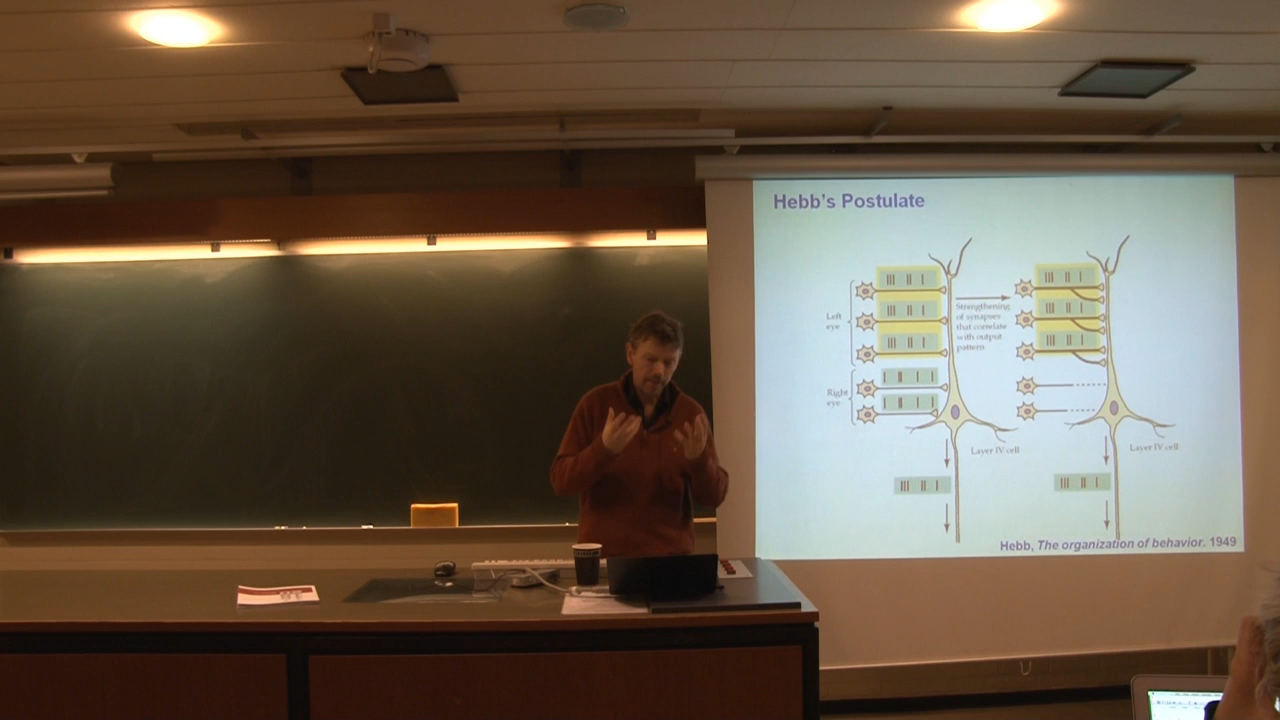 Hebb's Postulate
Left
eye
Strengthening
of synapses
that correlate
with output
pattern
Right
eye
Layer IV cell
Layer IV cell
Hebb, The organization of behavior. 1949